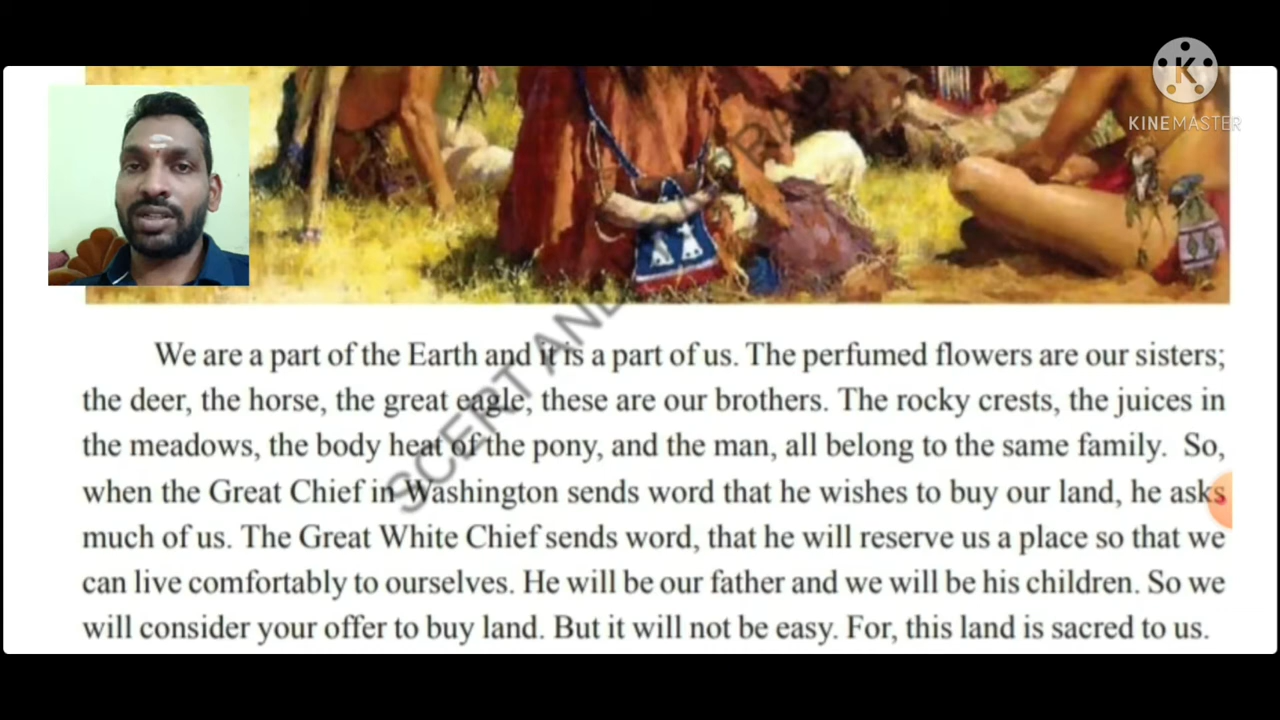 KINEMASTER
We are a part of the Earth and it is a part of us. The perfumed flowers are our sisters;
the deer, the horse, the great eagle, these are our brothers. The rocky crests, the juices in
the meadows, the body heat of the pony, and the man, all belong to the same family. So,
when the Great Chief in Washington sends word that he wishes to buy our land, he asks
much of us. The Great White Chief sends word, that he will reserve us a place so that we
can live comfortably to ourselves. He will be our father and we will be his children. So we
will consider your offer to buy land. But it will not be easy. For, this land is sacred to us.
SCERT AND